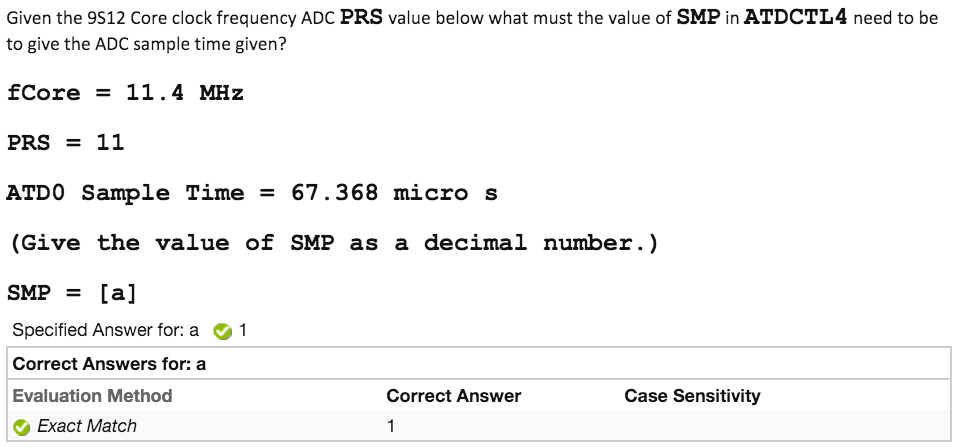 Given the 9S12 Core clock frequency ADC PRS value below what must the value of SMP in ATDCTL4 need to be
to give the ADC sample time given?
fCore = 11.4 MHz
PRS = 11
ATD0 Sample Time = 67.368 micro s
(Give the value of SMP as a decimal number.)
SMP = [a]
Specified Answer for: a 1
Correct Answers for: a
Evaluation Method Correct Answer Case Sensitivity
Exact Match 1